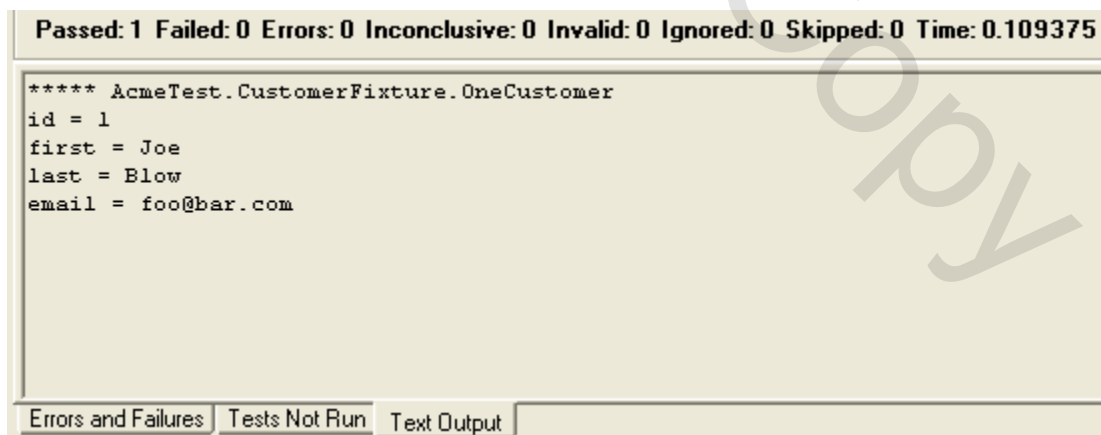 Passed: 1 Failed: 0 Errors: 0 Inconclusive: 0 Invalid: 0 Ignored: 0 Skipped: 0 Time: 0.109375
***** AcmeTest.CustomerFixture.OneCustomer
id = 1
first = Joe
last = Blow
email = foo@bar.com
Errors and Failures Tests Not Run Text Output
Copy